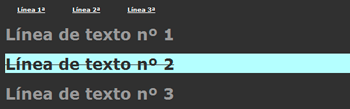 Línea 1ª Línea 2ª Línea 3ª
Línea de texto nº 1
Línea de texto nº 2
Línea de texto nº 3